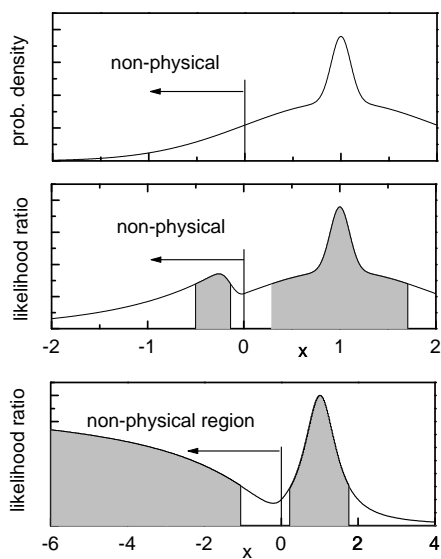 prob. density
non-physical
likelihood ratio
non-physical
-2 -1 0 1 2
x
likelihood ratio
non-physical region
-6 -4 -2 0 2 4
x